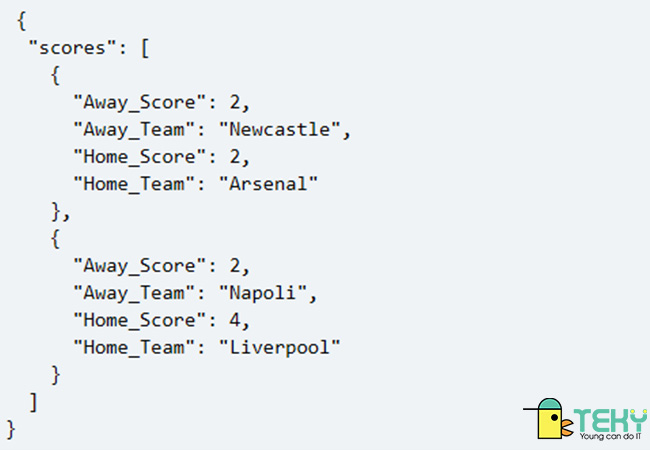 {
  "scores": [
    {
      "Away_Score": 2,
      "Away_Team": "Newcastle",
      "Home_Score": 2,
      "Home_Team": "Arsenal"
    },
    {
      "Away_Score": 2,
      "Away_Team": "Napoli",
      "Home_Score": 4,
      "Home_Team": "Liverpool"
    }
  ]
}
TEKY
Young can do IT